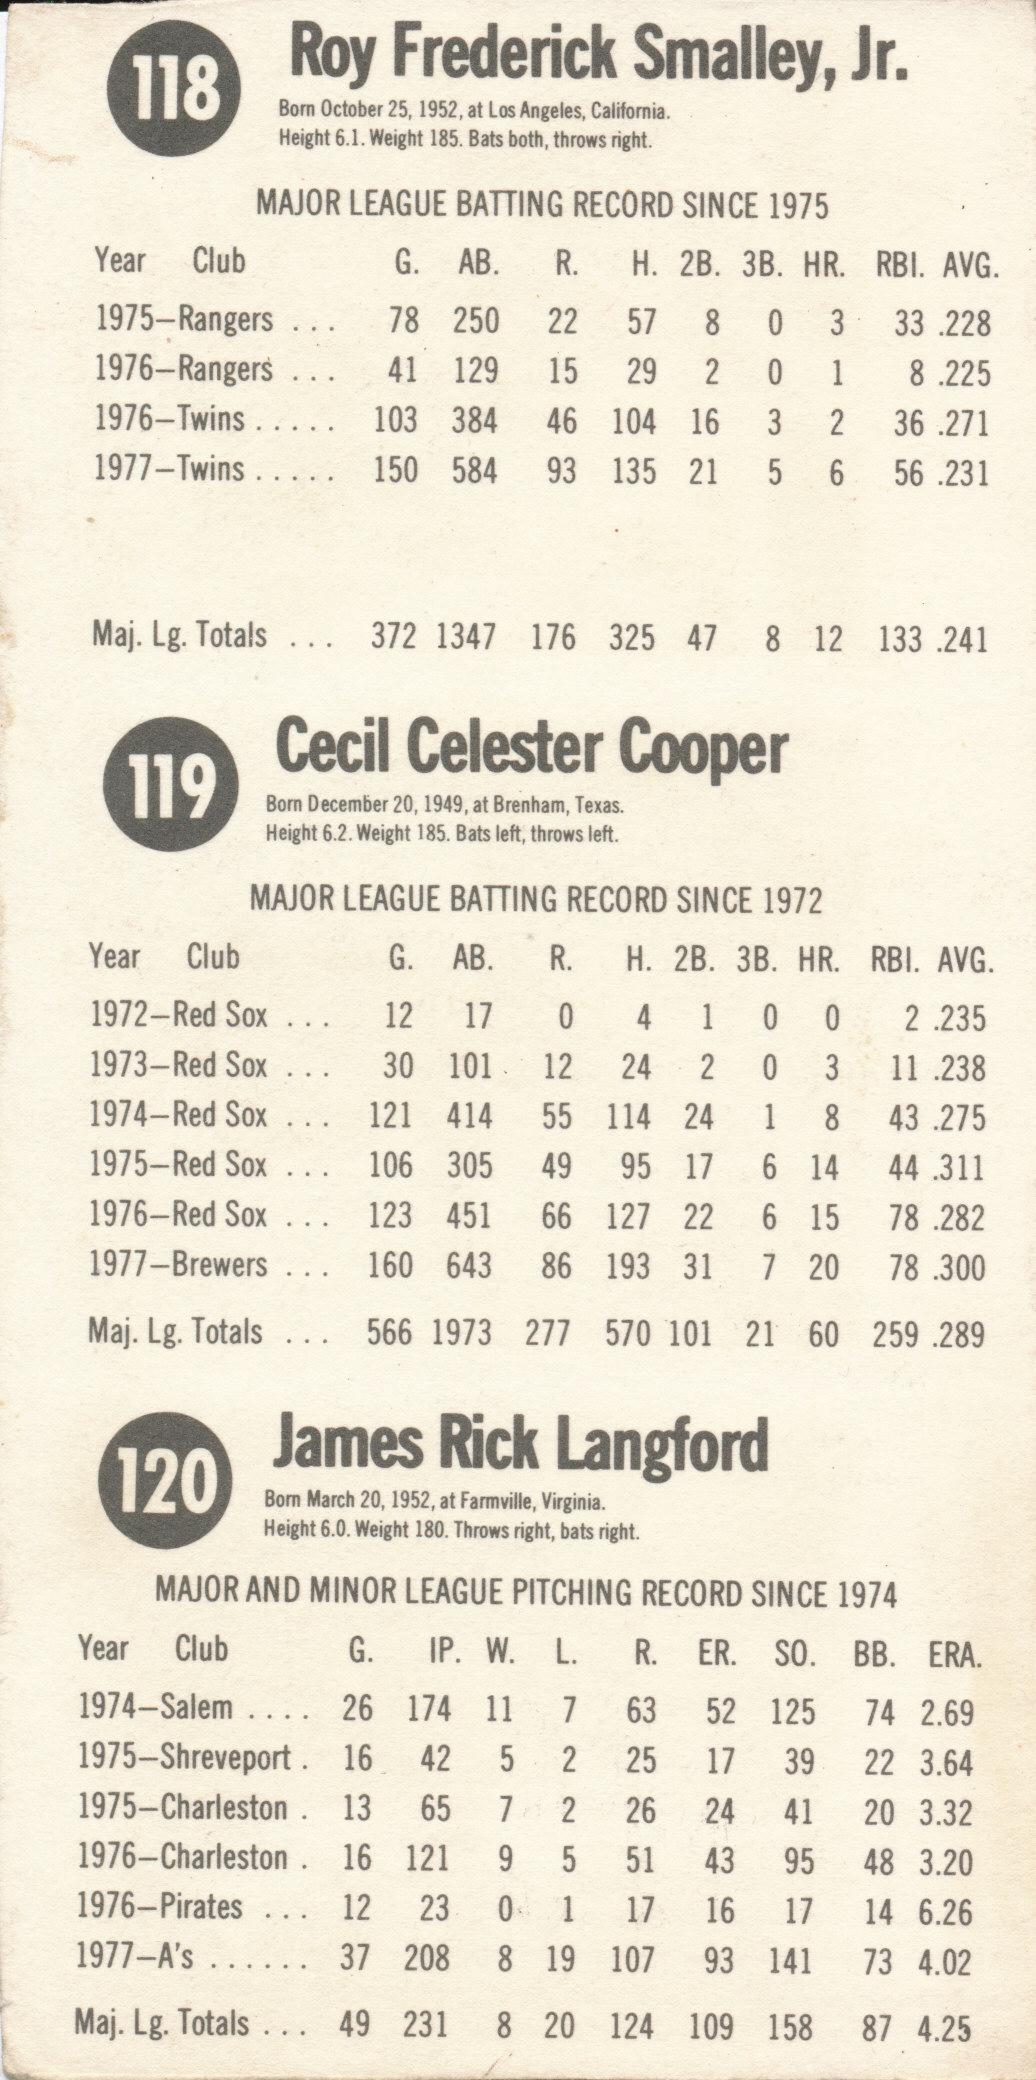 118 Roy Frederick Smalley, Jr.
Born October 25, 1952, at Los Angeles, California.
Height 6.1. Weight 185. Bats both, throws right.
MAJOR LEAGUE BATTING RECORD SINCE 1975
Year Club G. AB. R. H. 2B. 3B. HR. RBI. AVG.
1975—Rangers ... 78 250 22 57 8 0 3 33 .228
1976—Rangers ... 41 129 15 29 2 0 1 8 .225
1976—Twins ..... 103 384 46 104 16 3 2 36 .271
1977—Twins ..... 150 584 93 135 21 5 6 56 .231
Maj. Lg. Totals ... 372 1347 176 325 47 8 12 133 .241
119 Cecil Celester Cooper
Born December 20, 1949, at Brenham, Texas.
Height 6.2. Weight 185. Bats left, throws left.
MAJOR LEAGUE BATTING RECORD SINCE 1972
Year Club G. AB. R. H. 2B. 3B. HR. RBI. AVG.
1972—Red Sox ... 12 17 0 4 1 0 0 2 .235
1973—Red Sox ... 30 101 12 24 2 0 3 11 .238
1974—Red Sox ... 121 414 55 114 24 1 8 43 .275
1975—Red Sox ... 106 305 49 95 17 6 14 44 .311
1976—Red Sox ... 123 451 66 127 22 6 15 78 .282
1977—Brewers ... 160 643 86 193 31 7 20 78 .300
Maj. Lg. Totals ... 566 1973 277 570 101 21 60 259 .289
120 James Rick Langford
Born March 20, 1952, at Farmville, Virginia.
Height 6.0. Weight 180. Throws right, bats right.
MAJOR AND MINOR LEAGUE PITCHING RECORD SINCE 1974
Year Club G. IP. W. L. R. ER. SO. BB. ERA.
1974—Salem .... 26 174 11 7 63 52 125 74 2.69
1975—Shreveport . 16 42 5 2 25 17 39 22 3.64
1975—Charleston . 13 65 7 2 26 24 41 20 3.32
1976—Charleston . 16 121 9 5 51 43 95 48 3.20
1976—Pirates ... 12 23 0 1 17 16 17 14 6.26
1977—A's ...... 37 208 8 19 107 93 141 73 4.02
Maj. Lg. Totals ... 49 231 8 20 124 109 158 87 4.25